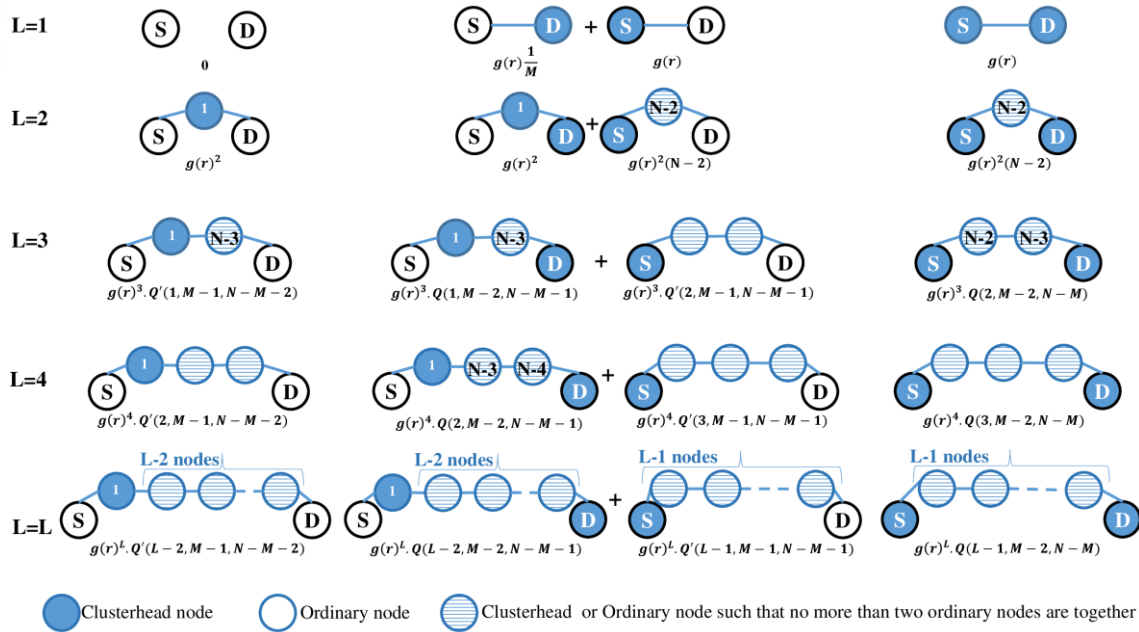 L=1
S D
S D + S D
S D
0
g(r) 1/M
g(r)
g(r)
L=2
S 1 D
S 1 D + S N-2 D
S N-2 D
g(r)²
g(r)²
g(r)²(N − 2)
g(r)²(N − 2)
L=3
S 1 N-3 D
S 1 N-3 D + S D
S N-2 N-3 D
g(r)³.Q′(1, M − 1, N − M − 2)
g(r)³.Q(1, M − 2, N − M − 1)
g(r)³.Q′(2, M − 1, N − M − 1)
g(r)³.Q(2, M − 2, N − M)
L=4
S 1 D
S 1 N-3 N-4 D + S D
S D
g(r)⁴.Q′(2, M − 1, N − M − 2)
g(r)⁴.Q(2, M − 2, N − M − 1)
g(r)⁴.Q′(3, M − 1, N − M − 1)
g(r)⁴.Q(3, M − 2, N − M)
L-2 nodes
L-2 nodes
L-1 nodes
L-1 nodes
L=L
S 1 D
S 1 D + S D
S D
g(r)ᴸ.Q′(L − 2, M − 1, N − M − 2)
g(r)ᴸ.Q(L − 2, M − 2, N − M − 1)
g(r)ᴸ.Q′(L − 1, M − 1, N − M − 1)
g(r)ᴸ.Q(L − 1, M − 2, N − M)
Clusterhead node
Ordinary node
Clusterhead or Ordinary node such that no more than two ordinary nodes are together